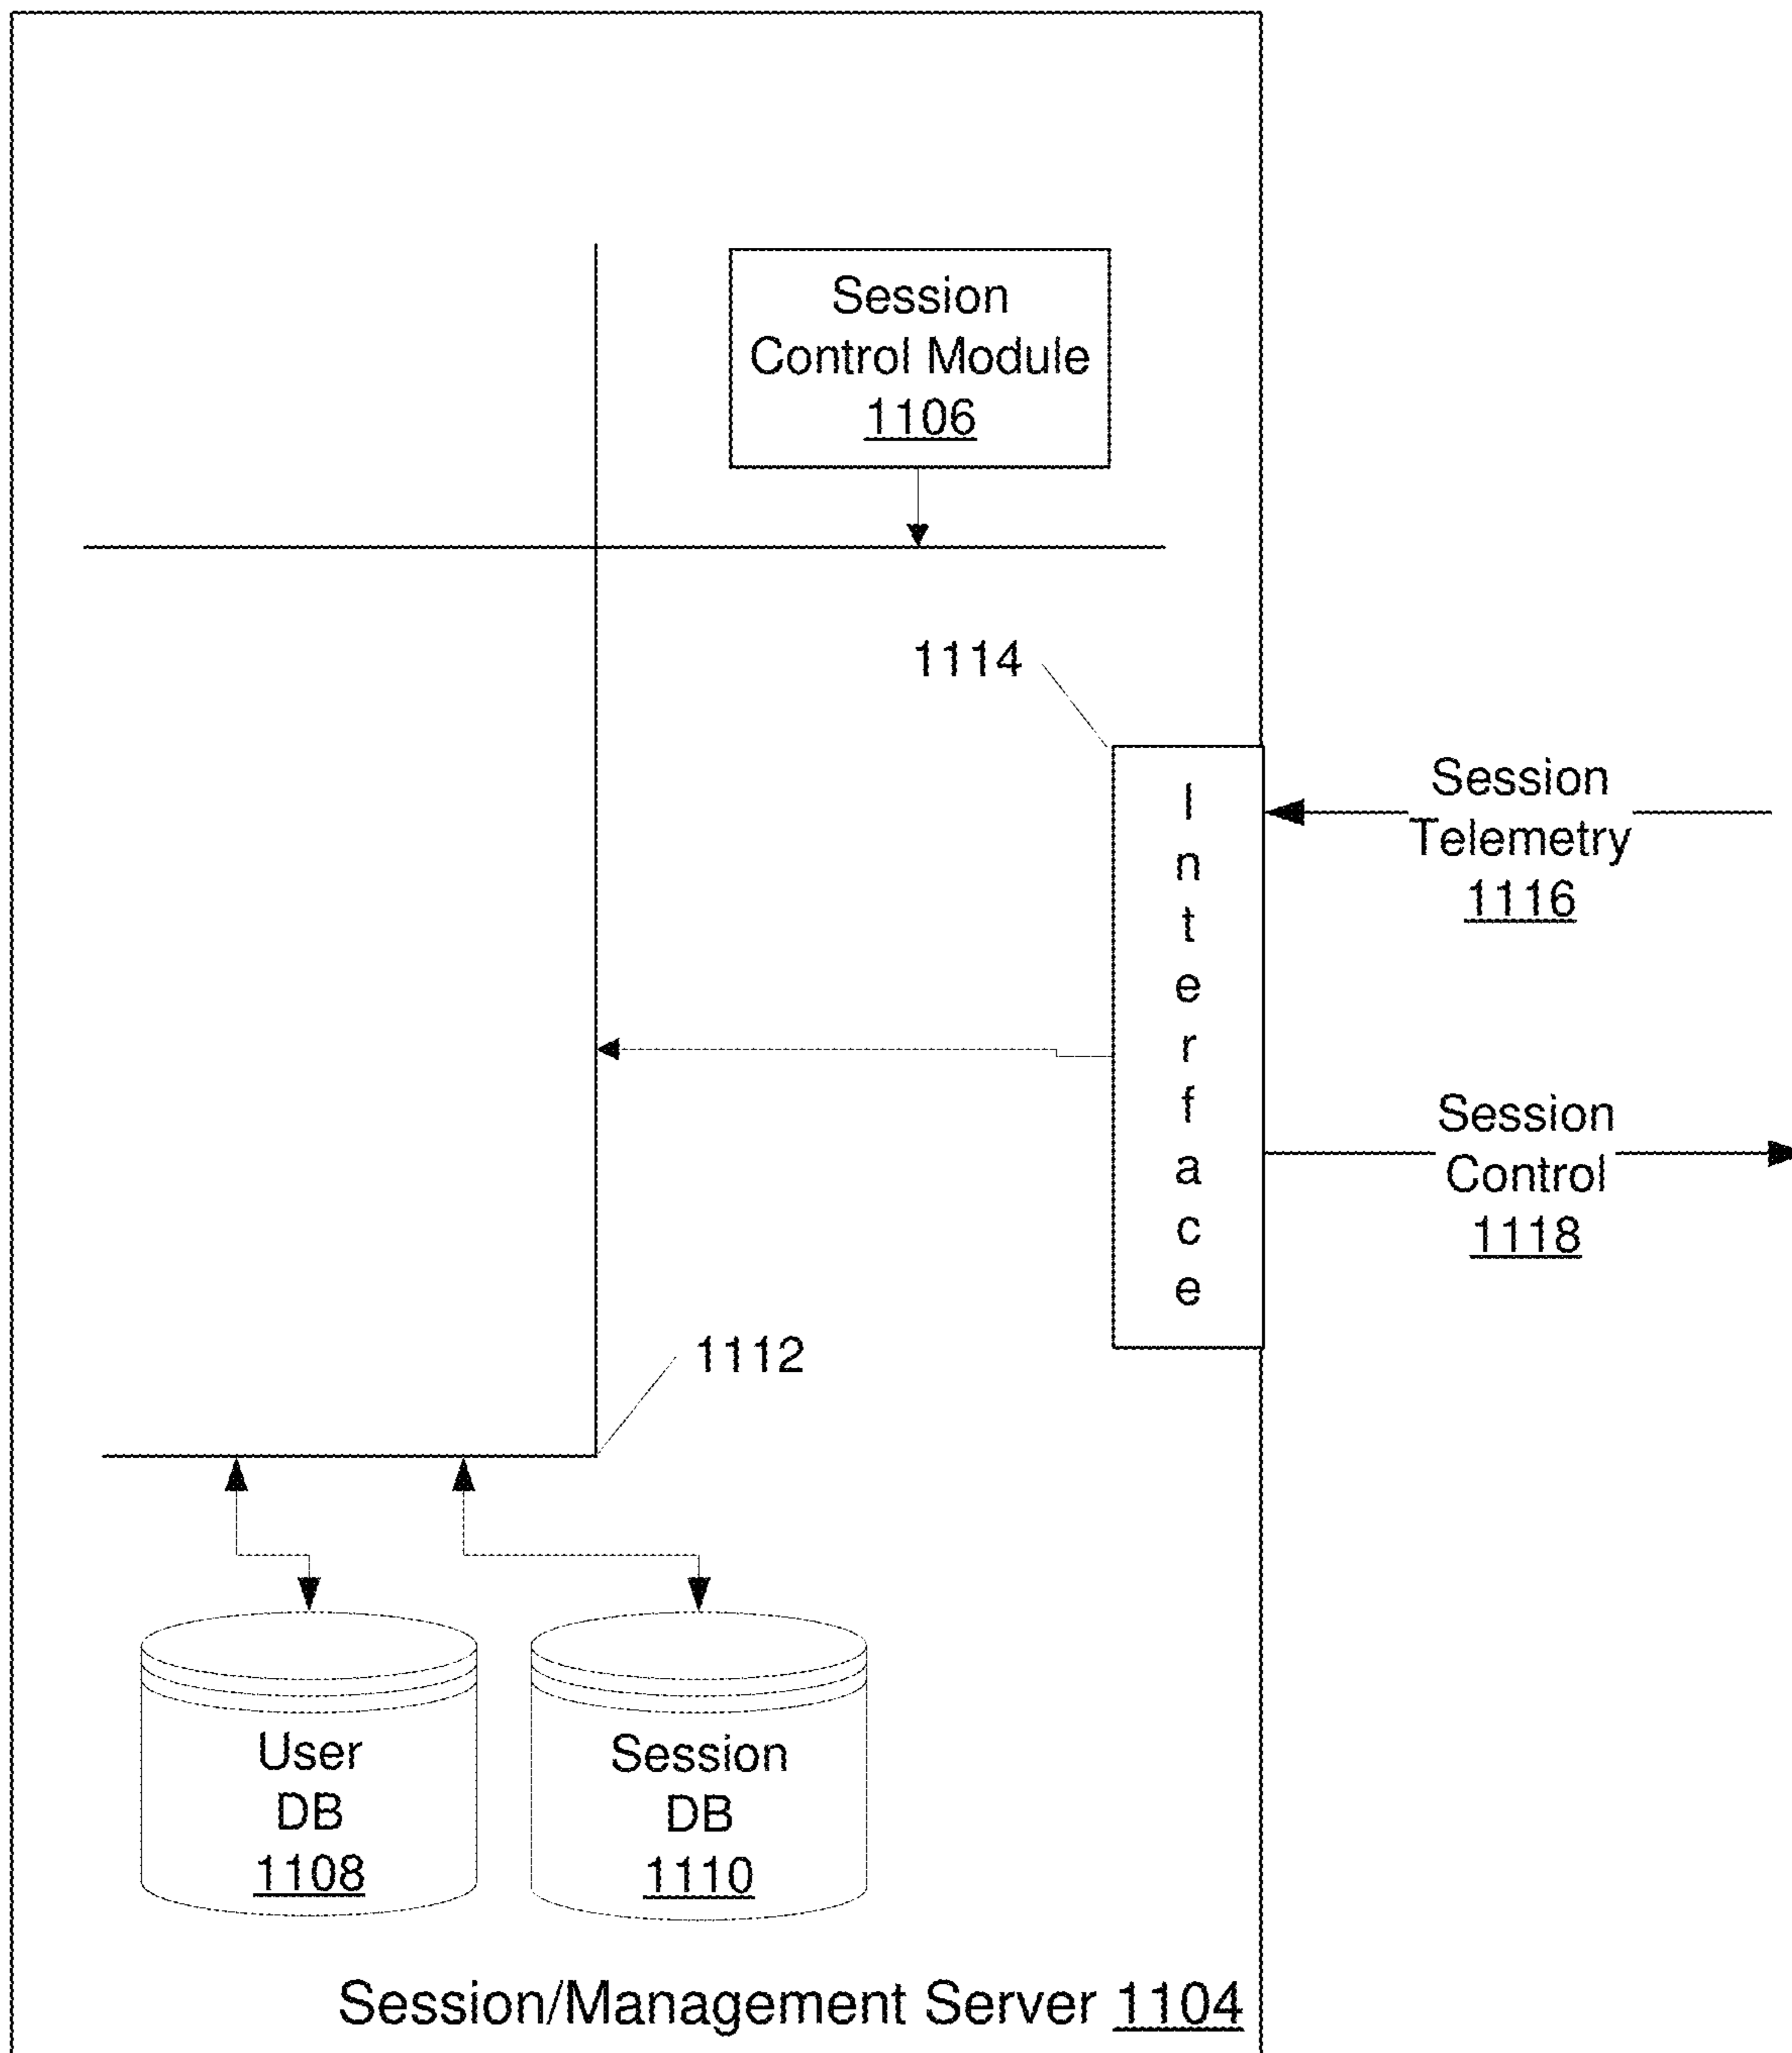 Session
Control Module
1106
1114
Interface
Session
Telemetry
1116
Session
Control
1118
1112
User
DB
1108
Session
DB
1110
Session/Management Server 1104